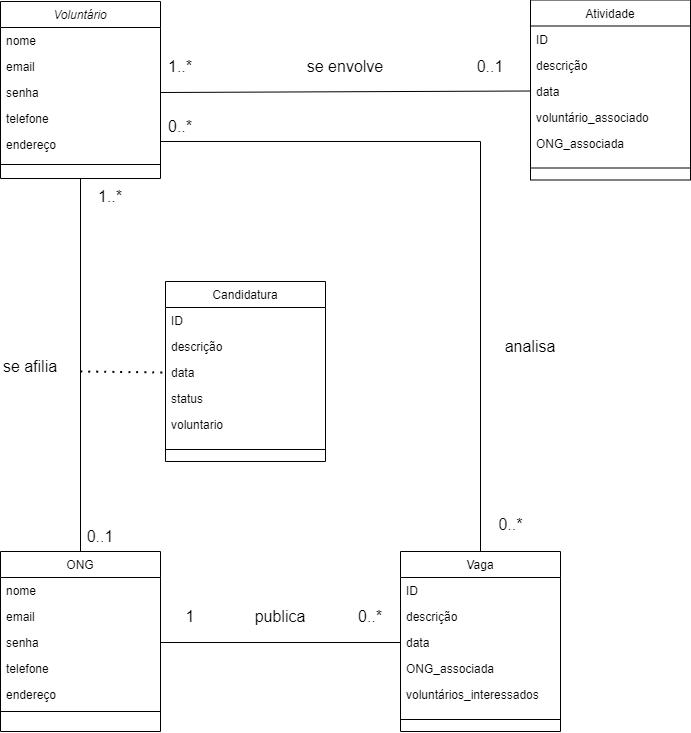 Voluntário
nome
email
senha
telefone
endereço
1..*
se envolve
0..1
0..*
1..*
Atividade
ID
descrição
data
voluntário_associado
ONG_associada
Candidatura
ID
descrição
data
status
voluntario
se afilia
analisa
0..1
0..*
ONG
nome
email
senha
telefone
endereço
1
publica
0..*
Vaga
ID
descrição
data
ONG_associada
voluntários_interessados